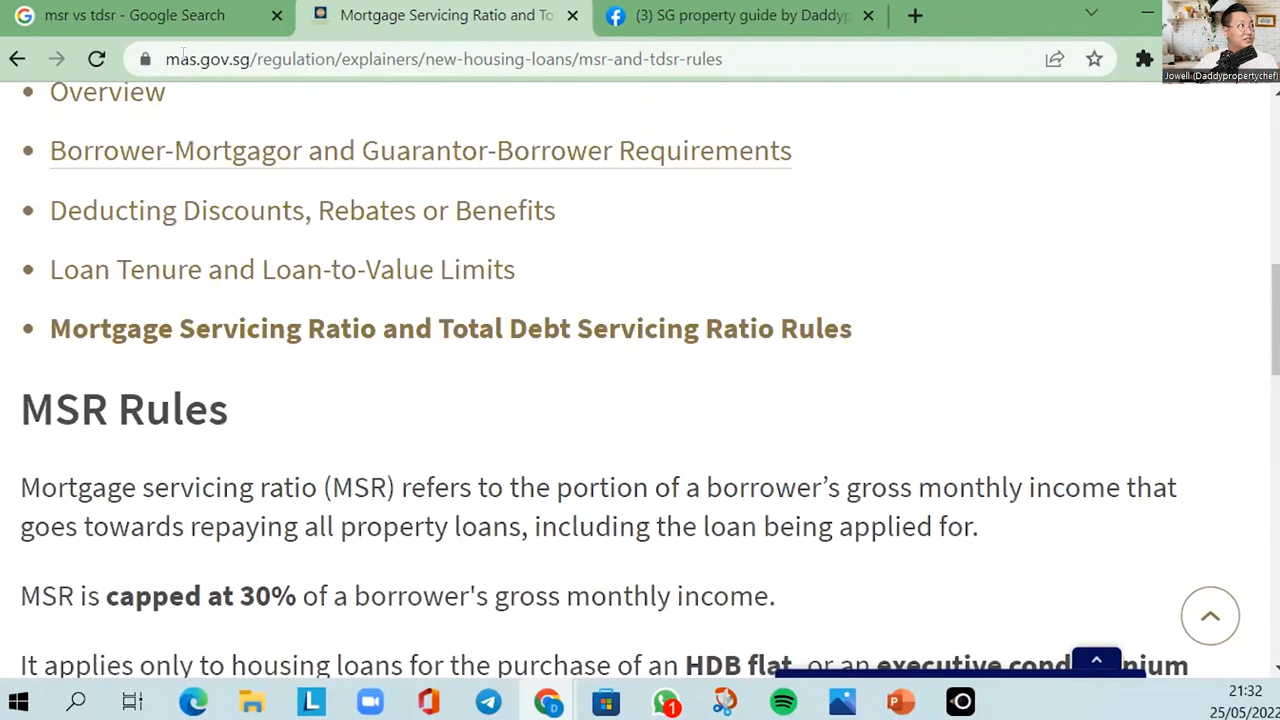 msr vs tdsr - Google Search
Mortgage Servicing Ratio and To
(3) SG property guide by Daddyp
mas.gov.sg/regulation/explainers/new-housing-loans/msr-and-tdsr-rules
Jowell (Daddypropertychef)
Overview
Borrower-Mortgagor and Guarantor-Borrower Requirements
Deducting Discounts, Rebates or Benefits
Loan Tenure and Loan-to-Value Limits
Mortgage Servicing Ratio and Total Debt Servicing Ratio Rules
MSR Rules
Mortgage servicing ratio (MSR) refers to the portion of a borrower’s gross monthly income that
goes towards repaying all property loans, including the loan being applied for.
MSR is capped at 30% of a borrower's gross monthly income.
It applies only to housing loans for the purchase of an HDB flat, or an executive cond nium
L
1
D
21:32
25/05/2022